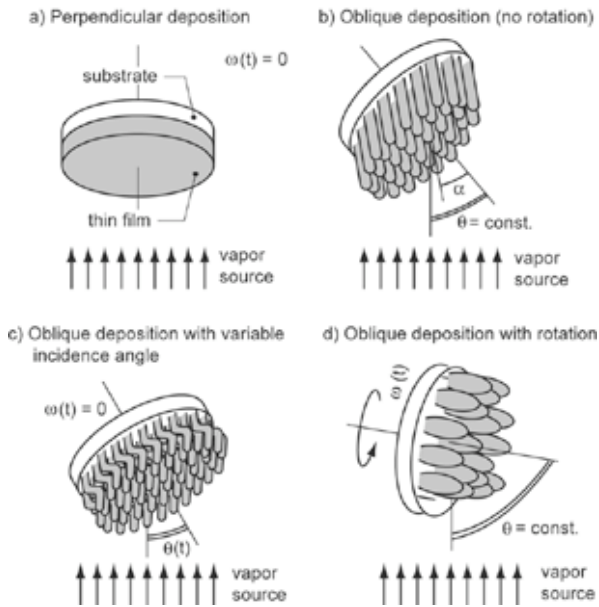 a) Perpendicular deposition
ω(t) = 0
substrate
thin film
vapor
source
b) Oblique deposition (no rotation)
α
θ = const.
vapor
source
c) Oblique deposition with variable
incidence angle
ω(t) = 0
θ(t)
vapor
source
d) Oblique deposition with rotation
ω (t)
θ = const.
vapor
source